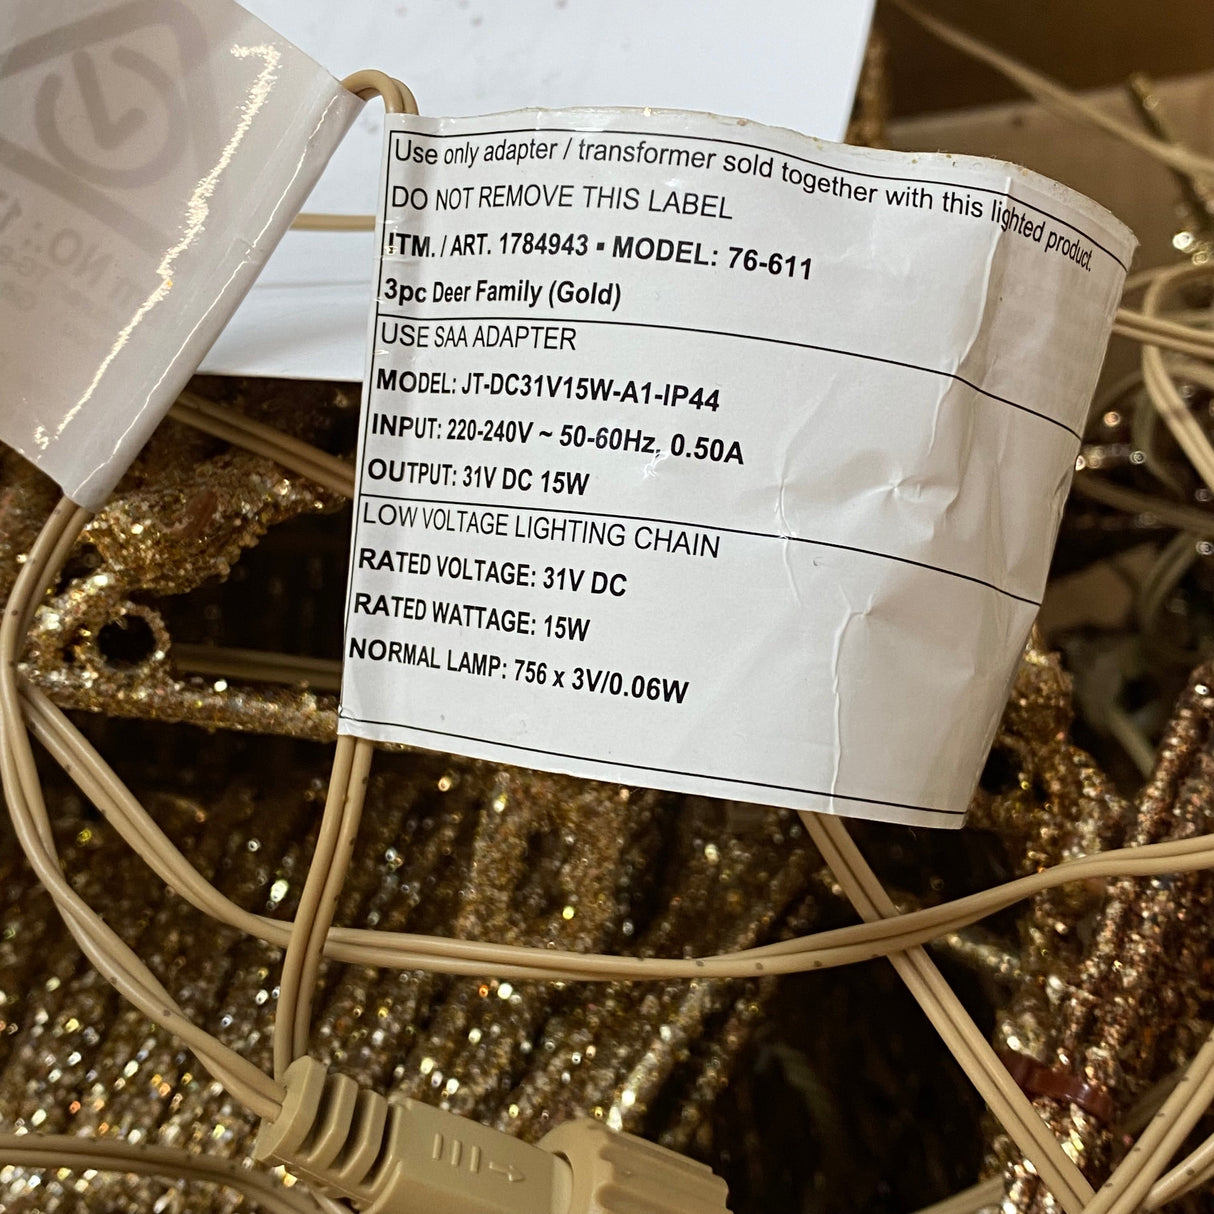 Use only adapter / transformer sold together with this lighted product.
DO NOT REMOVE THIS LABEL
ITM. / ART. 1784943 ▪ MODEL: 76-611
3pc Deer Family (Gold)
USE SAA ADAPTER
MODEL: JT-DC31V15W-A1-IP44
INPUT: 220-240V ~ 50-60Hz, 0.50A
OUTPUT: 31V DC 15W
LOW VOLTAGE LIGHTING CHAIN
RATED VOLTAGE: 31V DC
RATED WATTAGE: 15W
NORMAL LAMP: 756 x 3V/0.06W